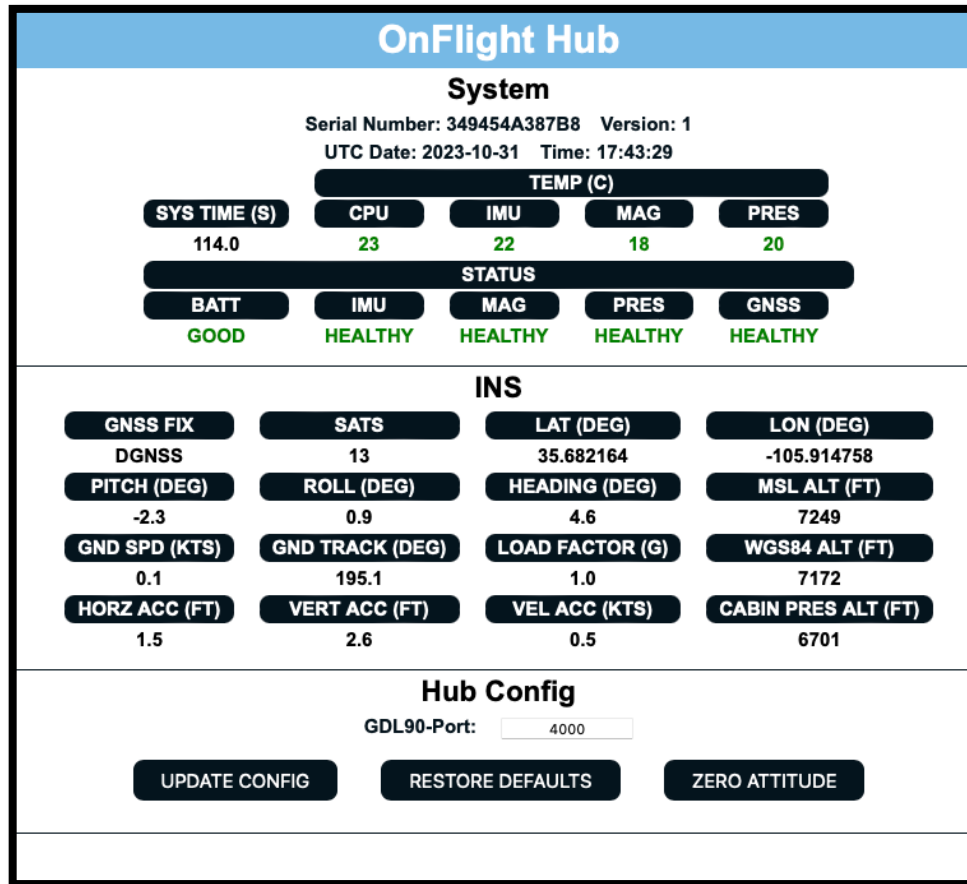 OnFlight Hub
System
Serial Number: 349454A387B8 Version: 1
UTC Date: 2023-10-31 Time: 17:43:29
TEMP (C)
SYS TIME (S) CPU IMU MAG PRES
114.0 23 22 18 20
STATUS
BATT IMU MAG PRES GNSS
GOOD HEALTHY HEALTHY HEALTHY HEALTHY
INS
GNSS FIX SATS LAT (DEG) LON (DEG)
DGNSS 13 35.682164 -105.914758
PITCH (DEG) ROLL (DEG) HEADING (DEG) MSL ALT (FT)
-2.3 0.9 4.6 7249
GND SPD (KTS) GND TRACK (DEG) LOAD FACTOR (G) WGS84 ALT (FT)
0.1 195.1 1.0 7172
HORZ ACC (FT) VERT ACC (FT) VEL ACC (KTS) CABIN PRES ALT (FT)
1.5 2.6 0.5 6701
Hub Config
GDL90-Port: 4000
UPDATE CONFIG RESTORE DEFAULTS ZERO ATTITUDE